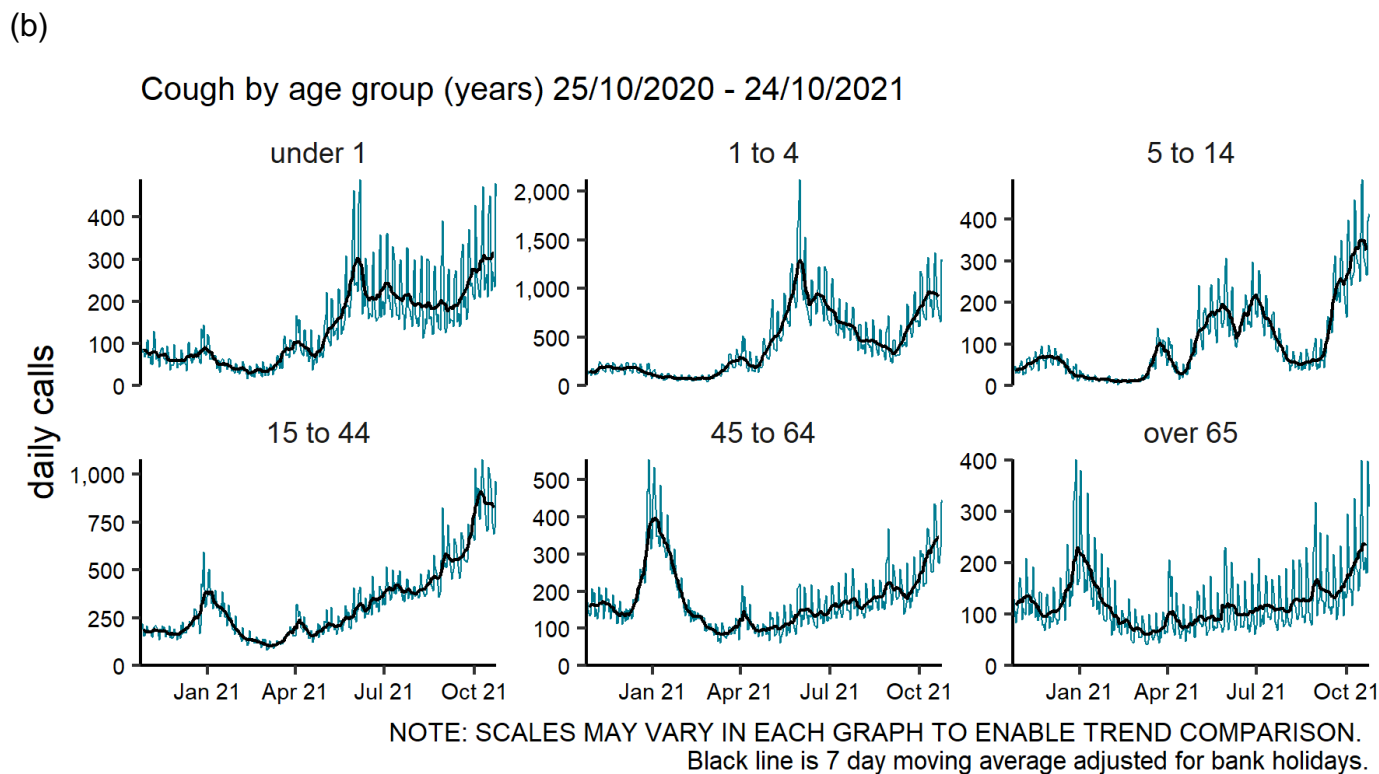 (b)
Cough by age group (years) 25/10/2020 - 24/10/2021
under 1
1 to 4
5 to 14
400
300
200
100
0
2,000
1,500
1,000
500
0
400
300
200
100
0
15 to 44
45 to 64
over 65
1,000
750
500
250
0
500
400
300
200
100
0
400
300
200
100
0
daily calls
Jan 21 Apr 21 Jul 21 Oct 21
Jan 21 Apr 21 Jul 21 Oct 21
Jan 21 Apr 21 Jul 21 Oct 21
NOTE: SCALES MAY VARY IN EACH GRAPH TO ENABLE TREND COMPARISON.
Black line is 7 day moving average adjusted for bank holidays.